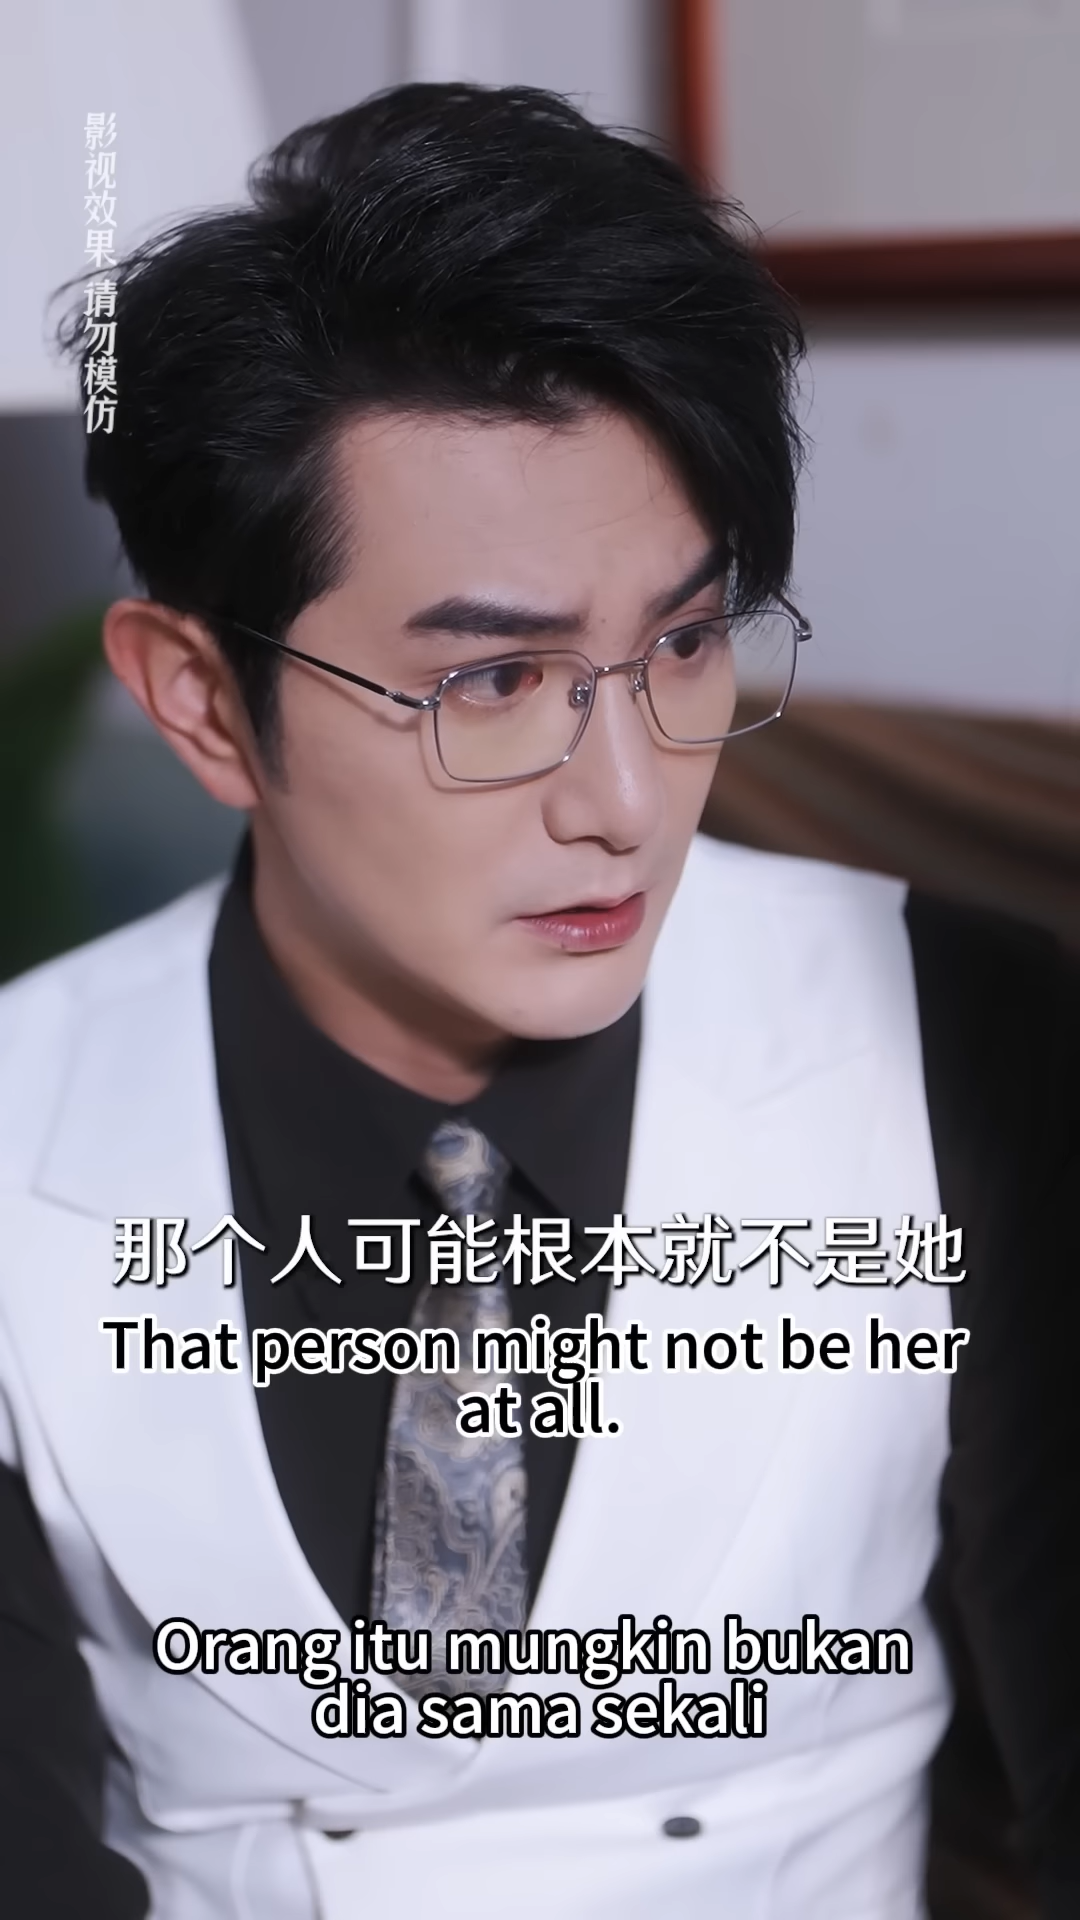 影视效果 请勿模仿
那个人可能根本就不是她
That person might not be her
at all.
Orang itu mungkin bukan
dia sama sekali